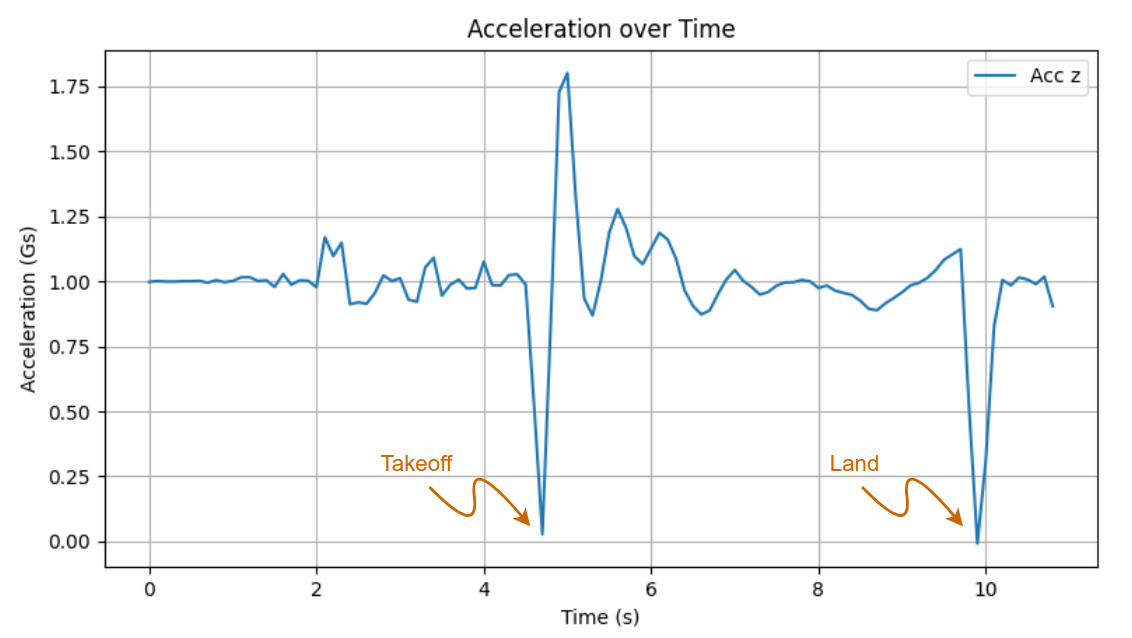 Acceleration over Time
Acc z
Acceleration (Gs)
1.75
1.50
1.25
1.00
0.75
0.50
0.25
0.00
Takeoff
Land
0 2 4 6 8 10
Time (s)